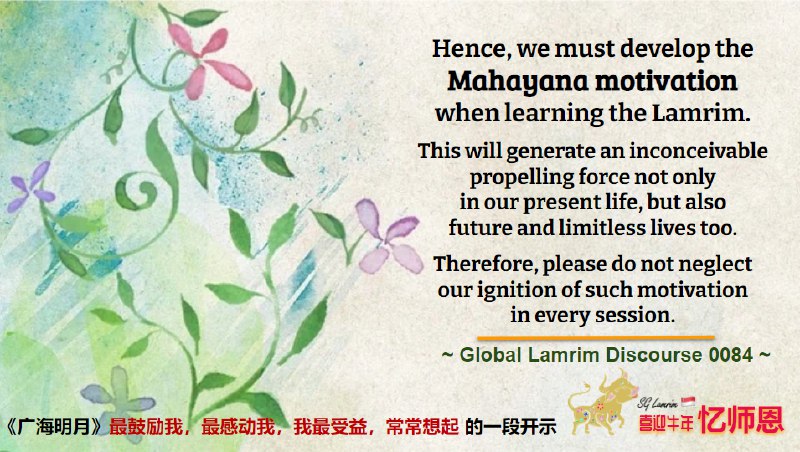 Hence, we must develop the
Mahayana motivation
when learning the Lamrim.
This will generate an inconceivable
propelling force not only
in our present life, but also
future and limitless lives too.
Therefore, please do not neglect
our ignition of such motivation
in every session.
~ Global Lamrim Discourse 0084 ~
SG Lamrim
喜迎牛年 忆师恩
《广海明月》最鼓励我，最感动我，我最受益，常常想起 的一段开示